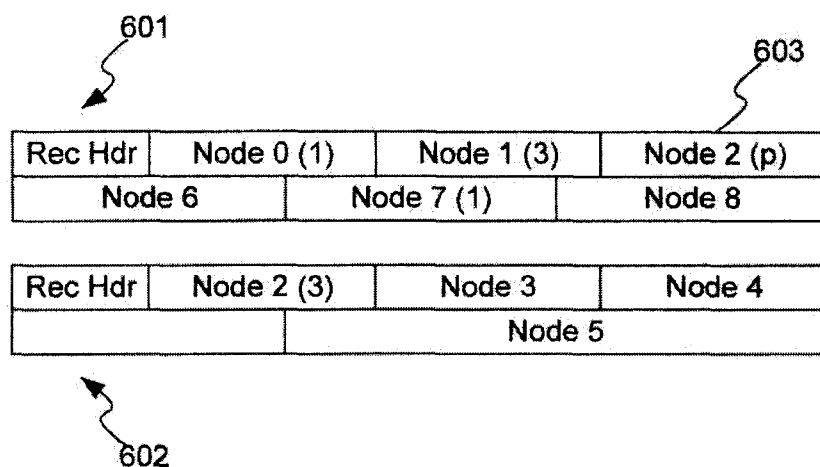 601
603
Rec Hdr Node 0 (1) Node 1 (3) Node 2 (p)
Node 6 Node 7 (1) Node 8
Rec Hdr Node 2 (3) Node 3 Node 4
Node 5
602